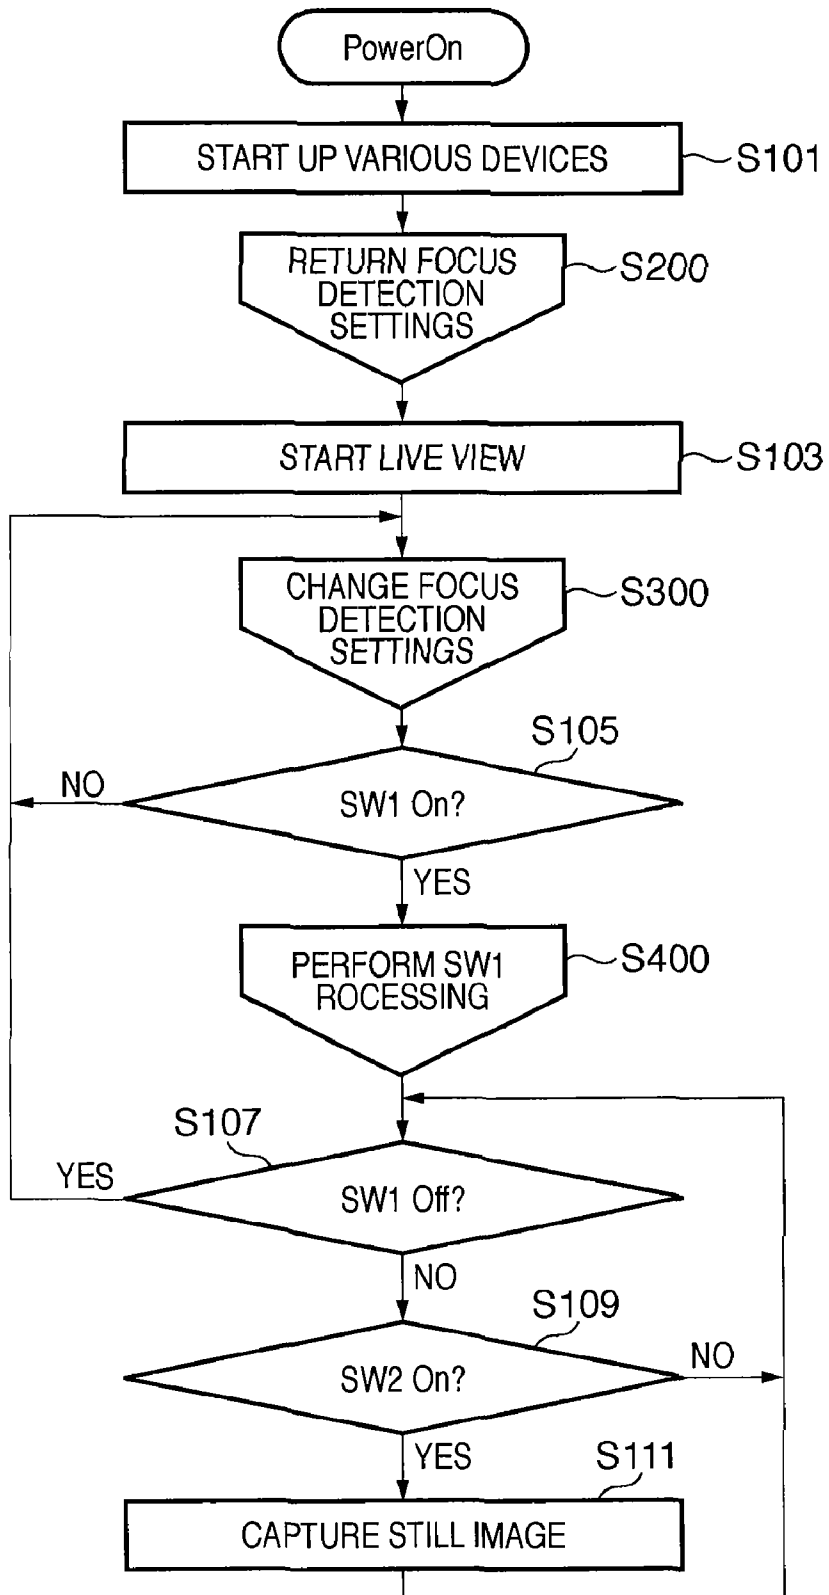 PowerOn
START UP VARIOUS DEVICES
S101
RETURN FOCUS
DETECTION
SETTINGS
S200
START LIVE VIEW
S103
CHANGE FOCUS
DETECTION
SETTINGS
S300
S105
SW1 On?
NO
YES
PERFORM SW1
ROCESSING
S400
S107
SW1 Off?
YES
NO
S109
SW2 On?
NO
YES
S111
CAPTURE STILL IMAGE